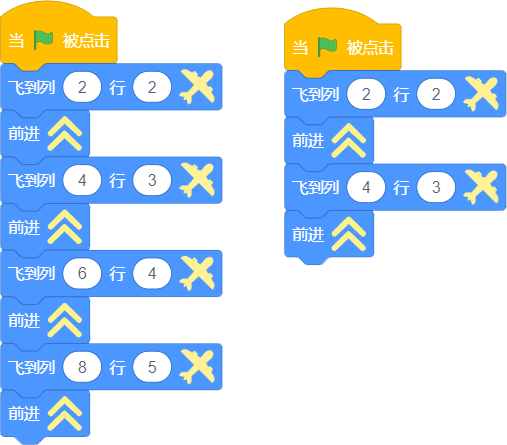 当 被点击
飞到列 2 行 2
前进
飞到列 4 行 3
前进
飞到列 6 行 4
前进
飞到列 8 行 5
前进
当 被点击
飞到列 2 行 2
前进
飞到列 4 行 3
前进